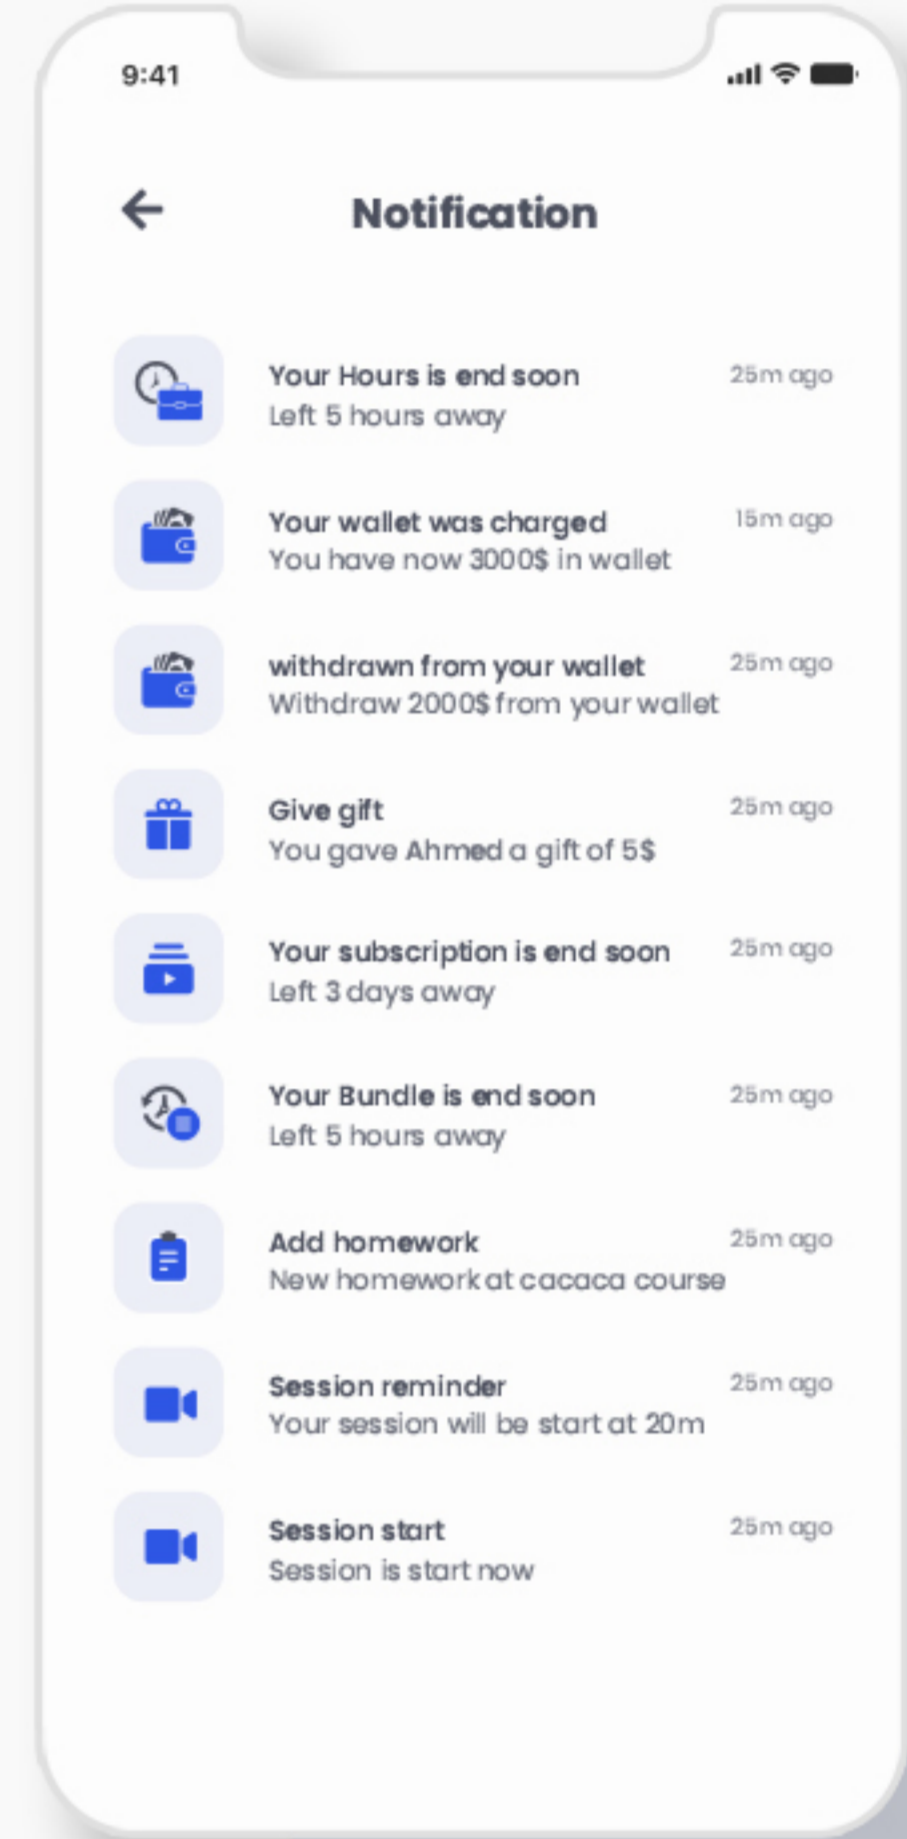 9:41
Notification
Your Hours is end soon
25m ago
Left 5 hours away
Your wallet was charged
15m ago
You have now 3000$ in wallet
withdrawn from your wallet
25m ago
Withdraw 2000$ from your wallet
Give gift
25m ago
You gave Ahmed a gift of 5$
Your subscription is end soon
25m ago
Left 3 days away
Your Bundle is end soon
25m ago
Left 5 hours away
Add homework
25m ago
New homework at cacaca course
Session reminder
25m ago
Your session will be start at 20m
Session start
25m ago
Session is start now